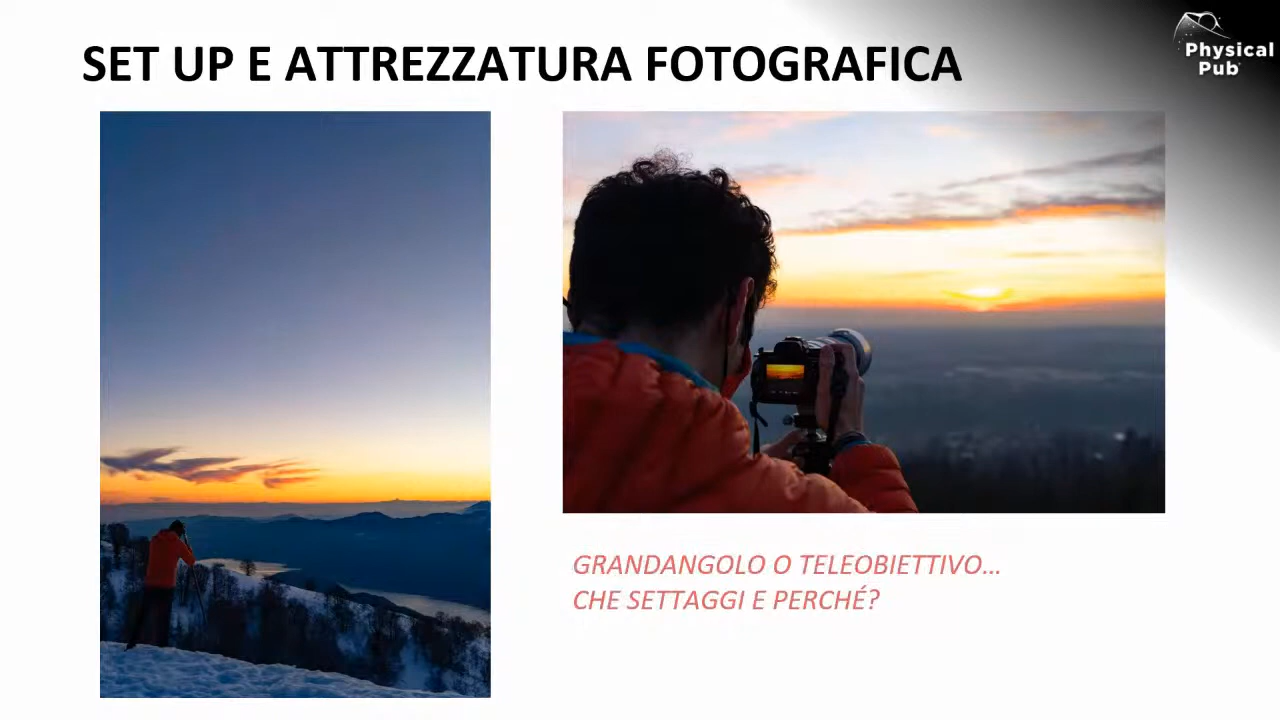 SET UP E ATTREZZATURA FOTOGRAFICA
Physical
Pub
GRANDANGOLO O TELEOBIETTIVO...
CHE SETTAGGI E PERCHÉ?